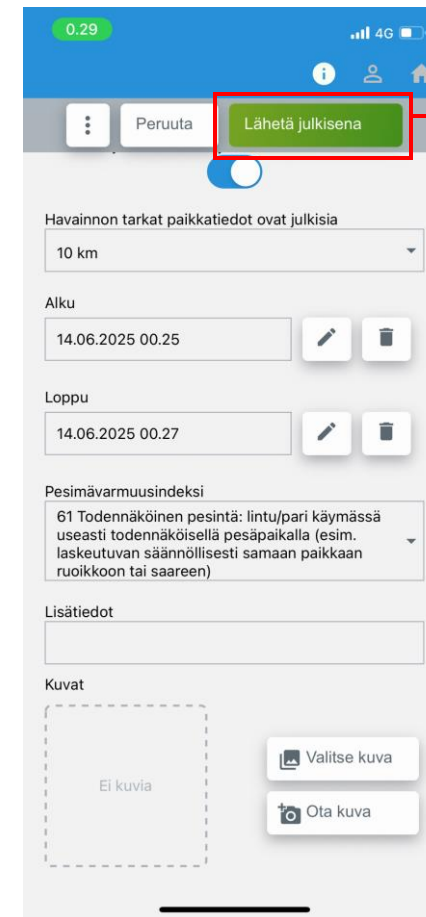 0.29
4G
Peruuta
Lähetä julkisena
Havainnon tarkat paikkatiedot ovat julkisia
10 km
Alku
14.06.2025 00.25
Loppu
14.06.2025 00.27
Pesimävarmuusindeksi
61 Todennäköinen pesintä: lintu/pari käymässä
useasti todennäköisellä pesäpaikalla (esim.
laskeutuvan säännöllisesti samaan paikkaan
ruoikkoon tai saareen)
Lisätiedot
Kuvat
Ei kuvia
Valitse kuva
Ota kuva